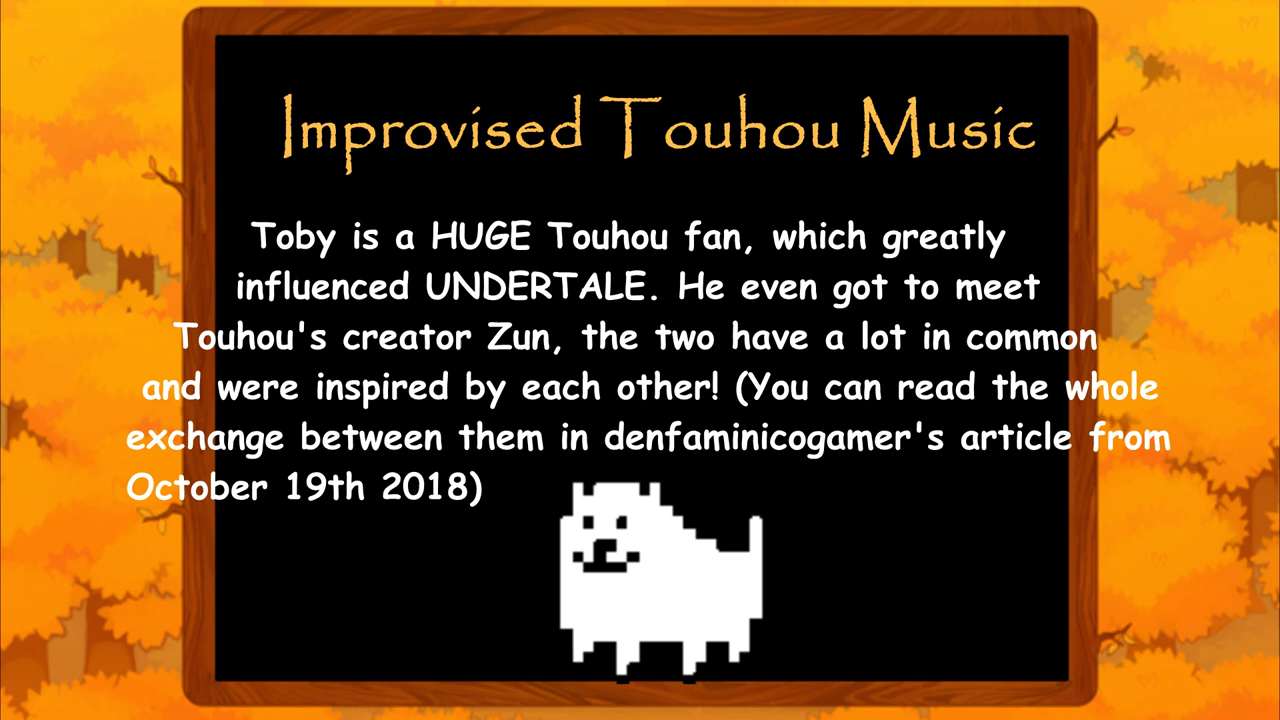 Improvised Touhou Music
Toby is a HUGE Touhou fan, which greatly
influenced UNDERTALE. He even got to meet
Touhou's creator Zun, the two have a lot in common
and were inspired by each other! (You can read the whole
exchange between them in denfaminicogamer's article from
October 19th 2018)